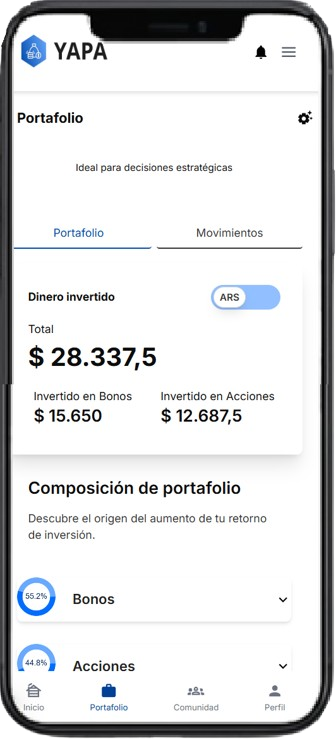 YAPA
Portafolio
Ideal para decisiones estratégicas
Portafolio Movimientos
Dinero invertido ARS
Total
$ 28.337,5
Invertido en Bonos Invertido en Acciones
$ 15.650 $ 12.687,5
Composición de portafolio
Descubre el origen del aumento de tu retorno
de inversión.
55.2% Bonos
44.8% Acciones
Inicio Portafolio Comunidad Perfil